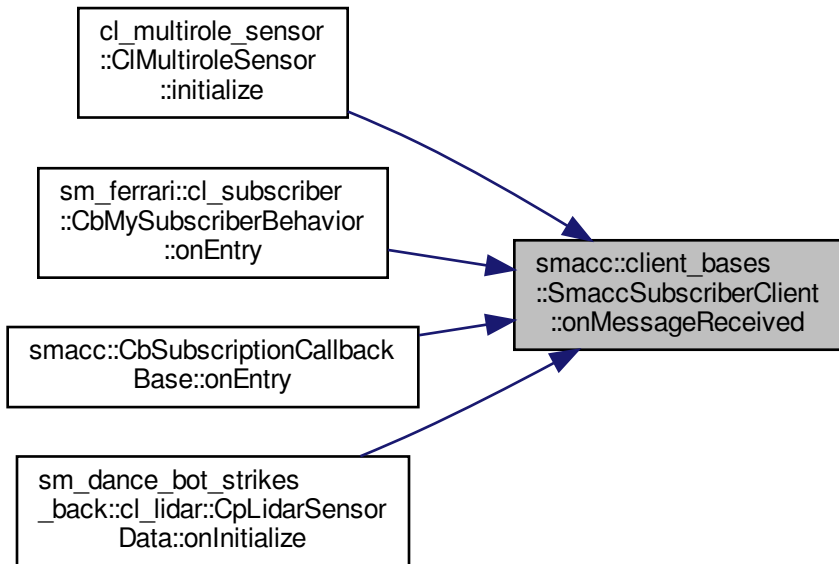 cl_multirole_sensor
::ClMultiroleSensor
::initialize
sm_ferrari::cl_subscriber
::CbMySubscriberBehavior
::onEntry
smacc::client_bases
::SmaccSubscriberClient
::onMessageReceived
smacc::CbSubscriptionCallback
Base::onEntry
sm_dance_bot_strikes
_back::cl_lidar::CpLidarSensor
Data::onInitialize